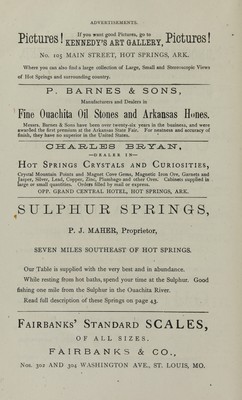 ADVERTISEMENTS.
Pictures! If you want good Pictures, go to KENNEDY'S ART GALLERY, Pictures!
No. 105 MAIN STREET, HOT SPRINGS, ARK.
Where you can also find a large collection of Large, Small and Stereoscopic Views
of Hot Springs and surrounding country.
P. BARNES & SONS,
Manufacturers and Dealers in
Fine Ouachita Oil Stones and Arkansas Hones.
Messrs. Barnes & Sons have been over twenty-six years in the business, and were
awarded the first premium at the Arkansas State Fair. For neatness and accuracy of
finish, they have no superior in the United States.
CHARLES BRYAN,
—DEALER IN—
HOT SPRINGS CRYSTALS AND CURIOSITIES,
Crystal Mountain Points and Magnet Cove Gems, Magnetic Iron Ore, Garnets and
Jasper, Silver, Lead, Copper, Zinc, Plumbago and other Ores. Cabinets supplied in
large or small quantities. Orders filled by mail or express.
OPP. GRAND CENTRAL HOTEL, HOT SPRINGS, ARK.
SULPHUR SPRINGS,
P. J. MAHER, Proprietor,
SEVEN MILES SOUTHEAST OF HOT SPRINGS.
Our Table is supplied with the very best and in abundance.
While resting from hot baths, spend your time at the Sulphur. Good
fishing one mile from the Sulphur in the Ouachita River.
Read full description of these Springs on page 43.
FAIRBANKS' STANDARD SCALES,
OF ALL SIZES.
FAIRBANKS & CO.,
Nos. 302 AND 304 WASHINGTON AVE., ST. LOUIS, MO.